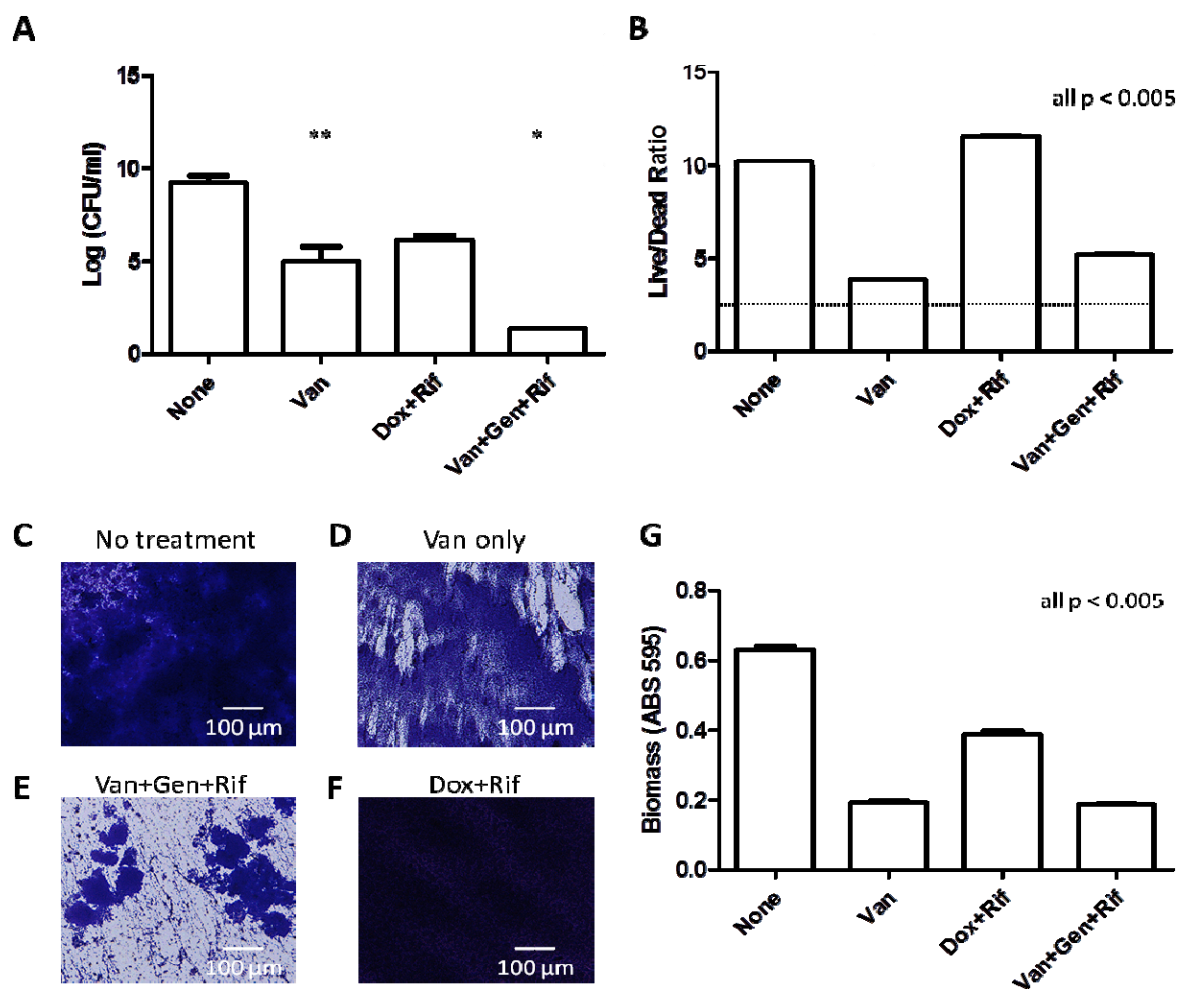 A
15
10
5
0
Log (CFU/ml)
**
*
None
Van
Dox+Rif
Van+Gen+Rif
B
15
10
5
0
Live/Dead Ratio
all p < 0.005
None
Van
Dox+Rif
Van+Gen+Rif
C
No treatment
100 μm
D
Van only
100 μm
E
Van+Gen+Rif
100 μm
F
Dox+Rif
100 μm
G
0.8
0.6
0.4
0.2
0.0
Biomass (ABS 595)
all p < 0.005
None
Van
Dox+Rif
Van+Gen+Rif